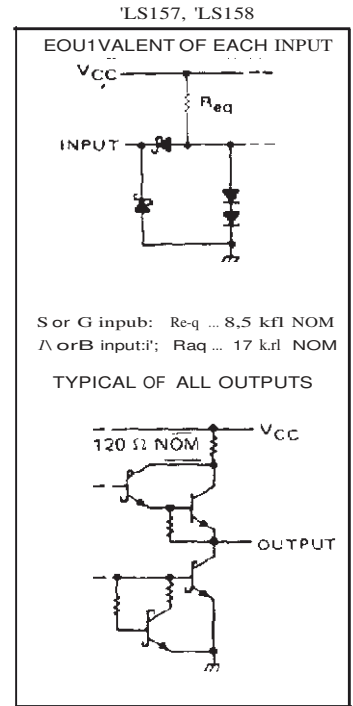 'LS157, 'LS158
EOU1VALENT OF EACH INPUT
VCC
Req
INPUT
S or G inpub: Re-q ... 8,5 kfl NOM
I\ orB input:i'; Raq ... 17 k.rl NOM
TYPICAL OF ALL OUTPUTS
VCC
120 Ω NOM
OUTPUT